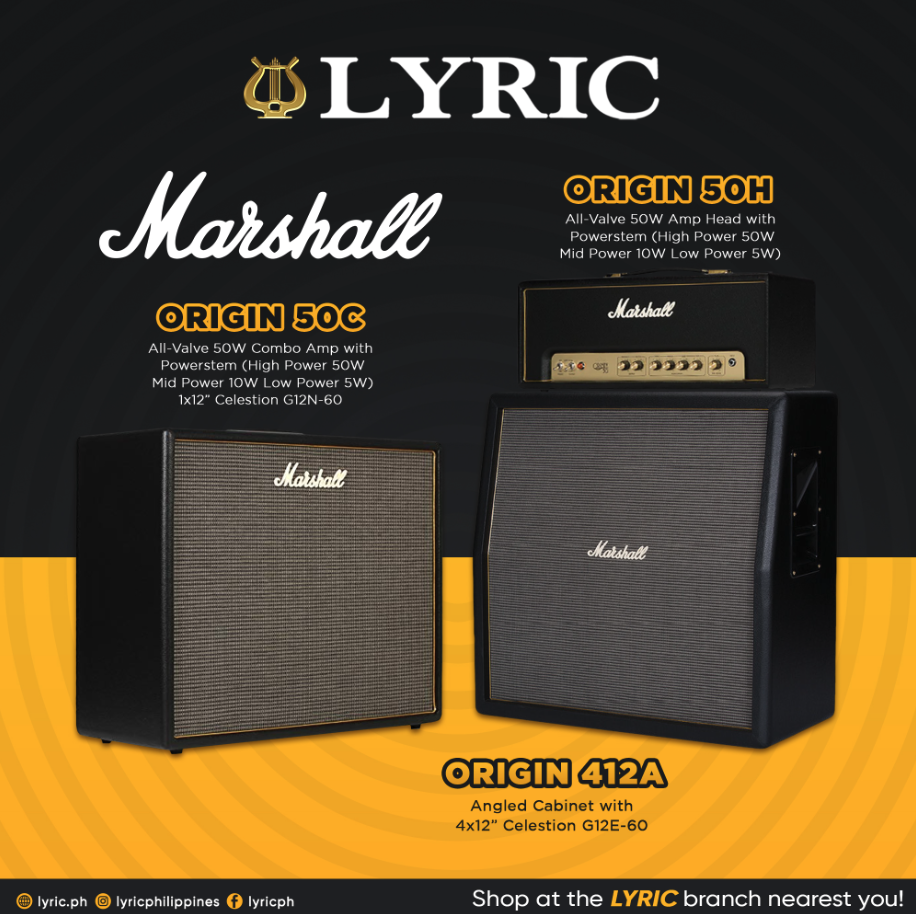 LYRIC
Marshall
ORIGIN 50H
All-Valve 50W Amp Head with
Powerstem (High Power 50W
Mid Power 10W Low Power 5W)
Marshall
ORIGIN 50C
All-Valve 50W Combo Amp with
Powerstem (High Power 50W
Mid Power 10W Low Power 5W)
1x12” Celestion G12N-60
Marshall
Marshall
ORIGIN 412A
Angled Cabinet with
4x12” Celestion G12E-60
lyric.ph lyricphilippines lyricph
Shop at the LYRIC branch nearest you!